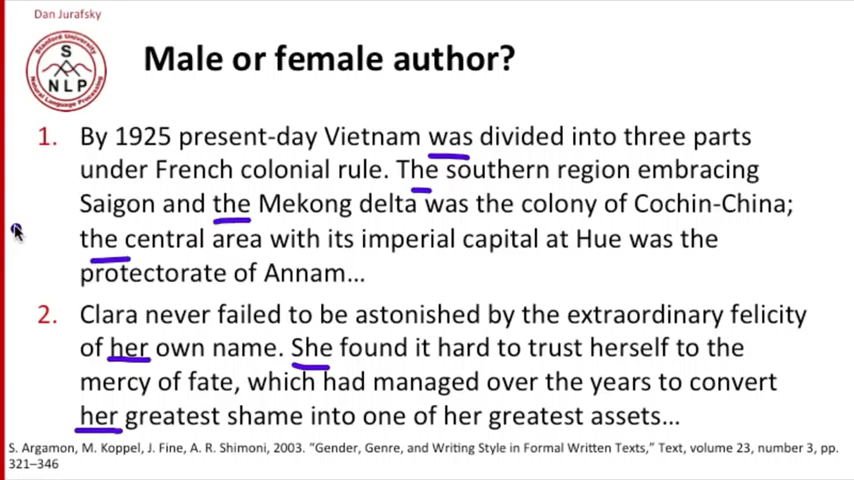 Dan Jurafsky
Stanford University
S
NLP
Natural Language Processing
Male or female author?
1. By 1925 present-day Vietnam was divided into three parts
under French colonial rule. The southern region embracing
Saigon and the Mekong delta was the colony of Cochin-China;
the central area with its imperial capital at Hue was the
protectorate of Annam…
2. Clara never failed to be astonished by the extraordinary felicity
of her own name. She found it hard to trust herself to the
mercy of fate, which had managed over the years to convert
her greatest shame into one of her greatest assets…
S. Argamon, M. Koppel, J. Fine, A. R. Shimoni, 2003. “Gender, Genre, and Writing Style in Formal Written Texts,” Text, volume 23, number 3, pp.
321–346